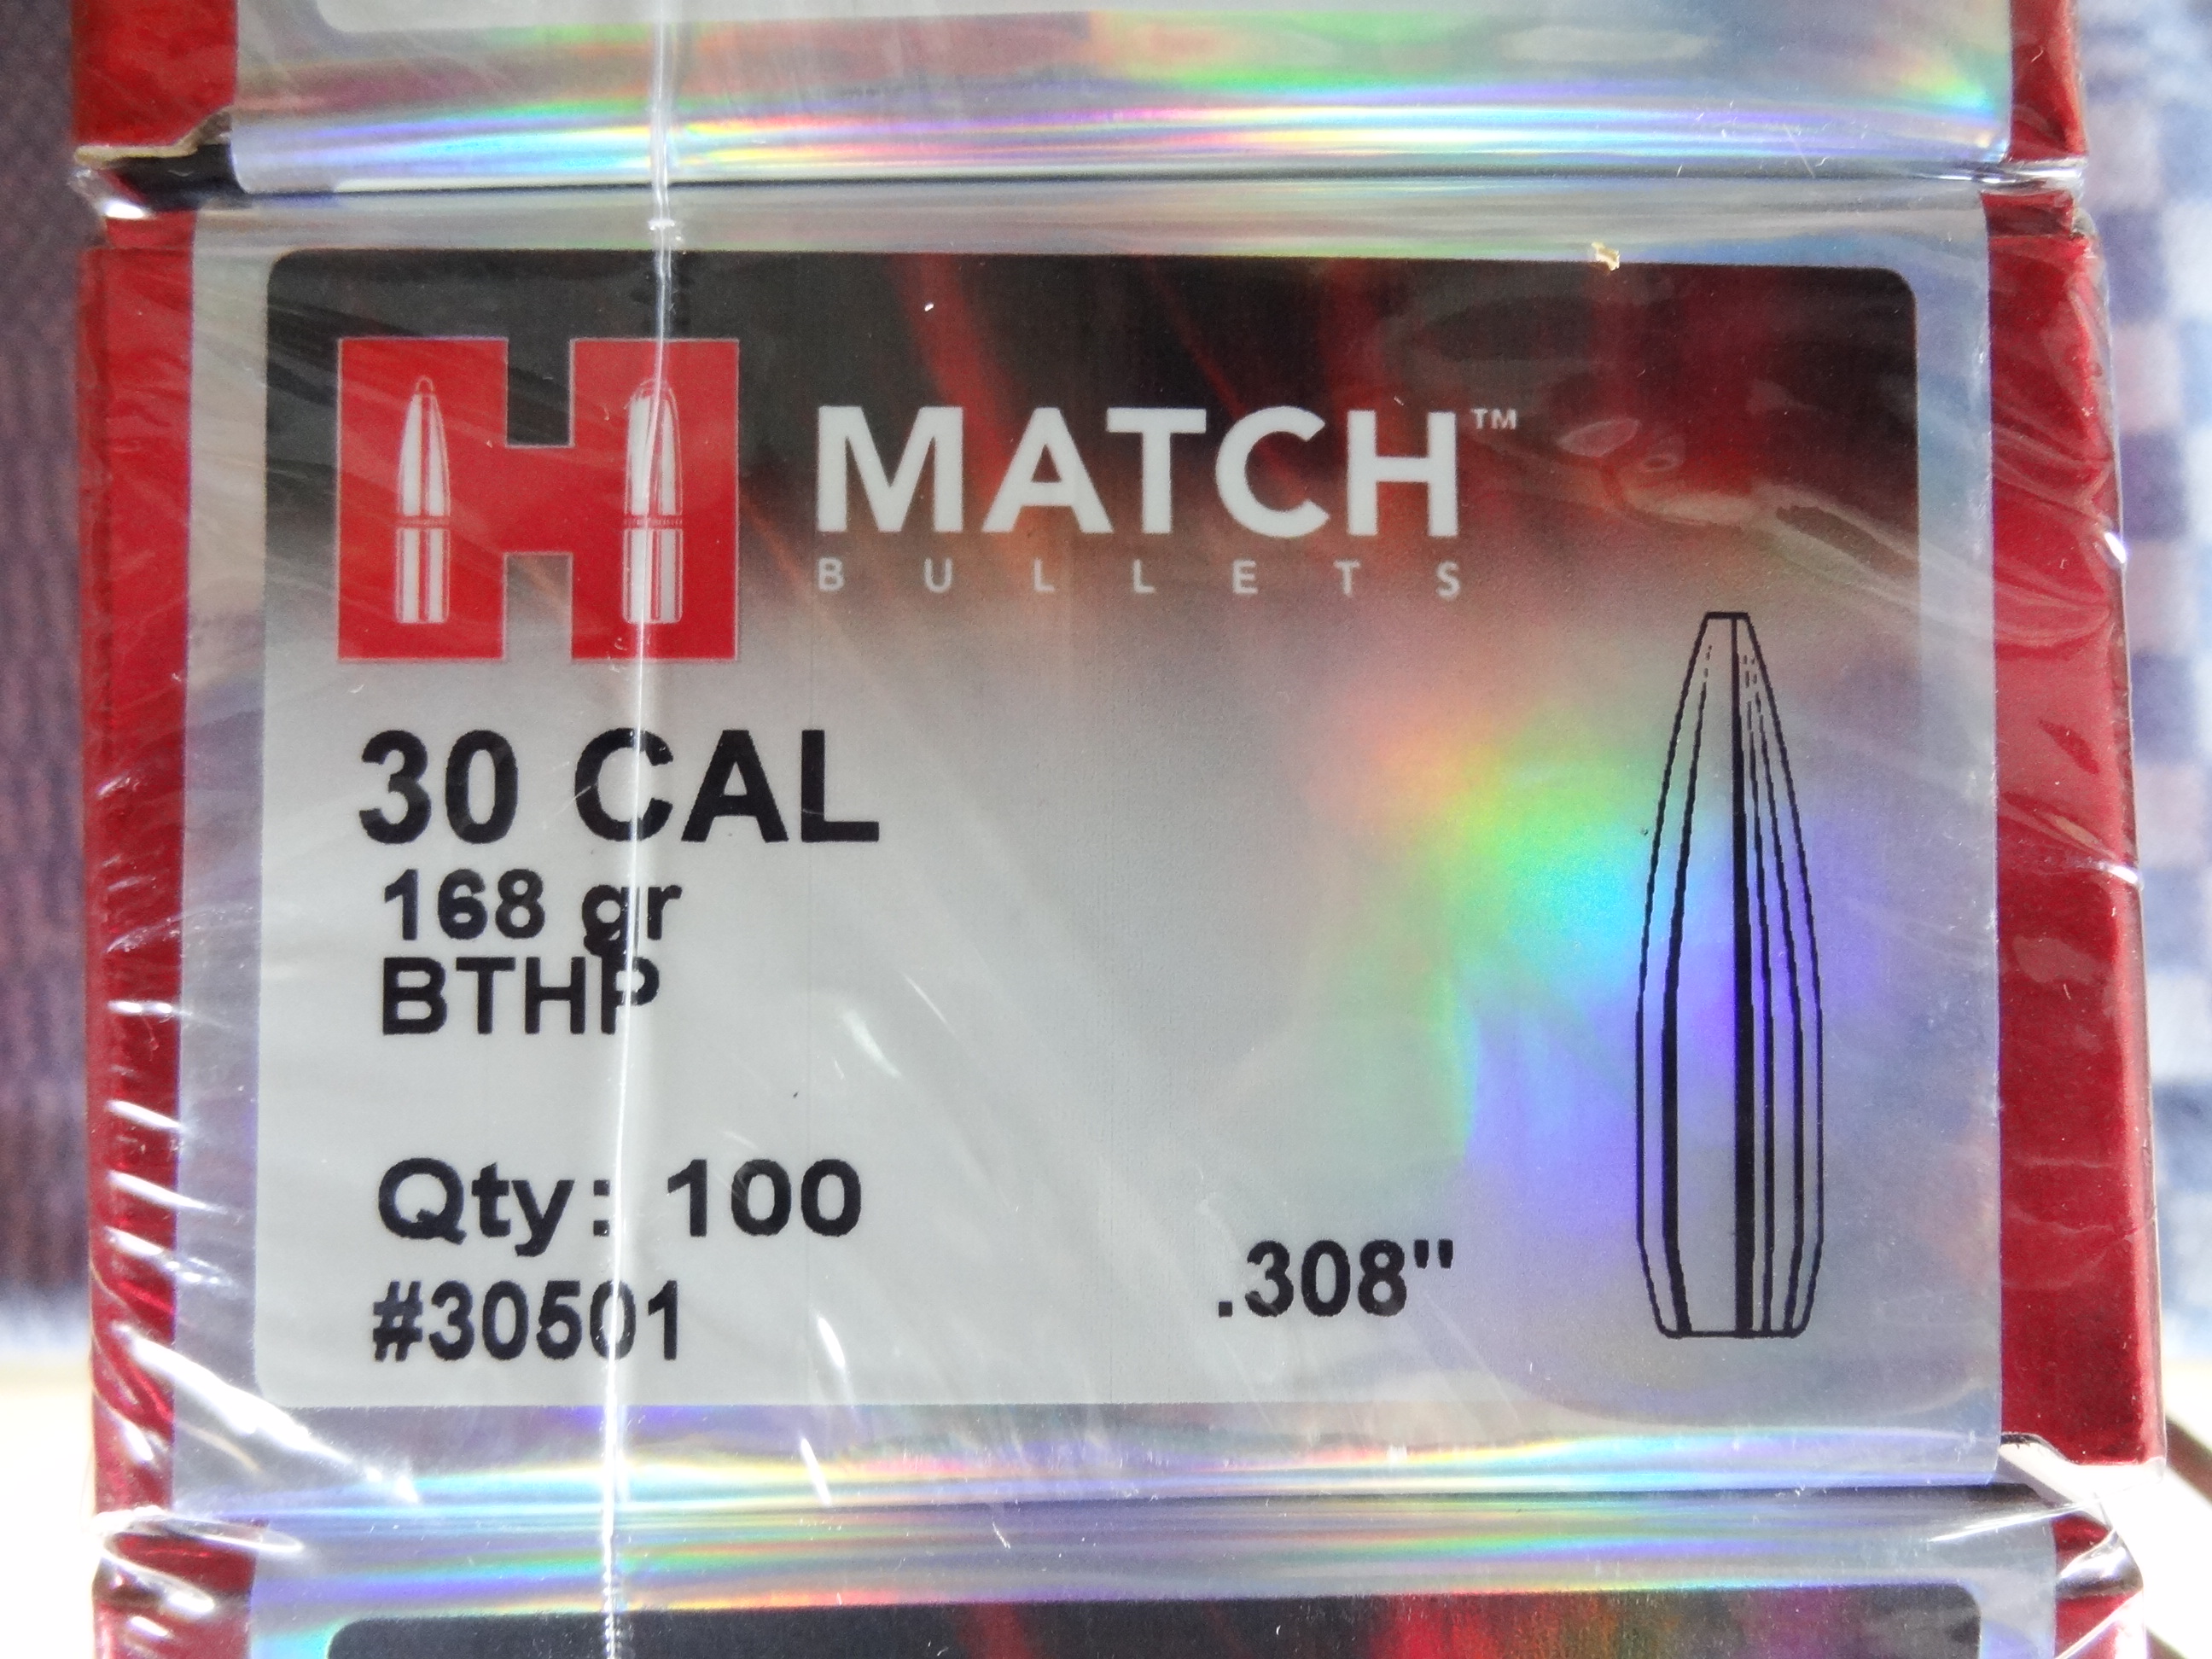 MATCH™
BULLETS
30 CAL
168 gr
BTHP
Qty: 100
#30501
.308"